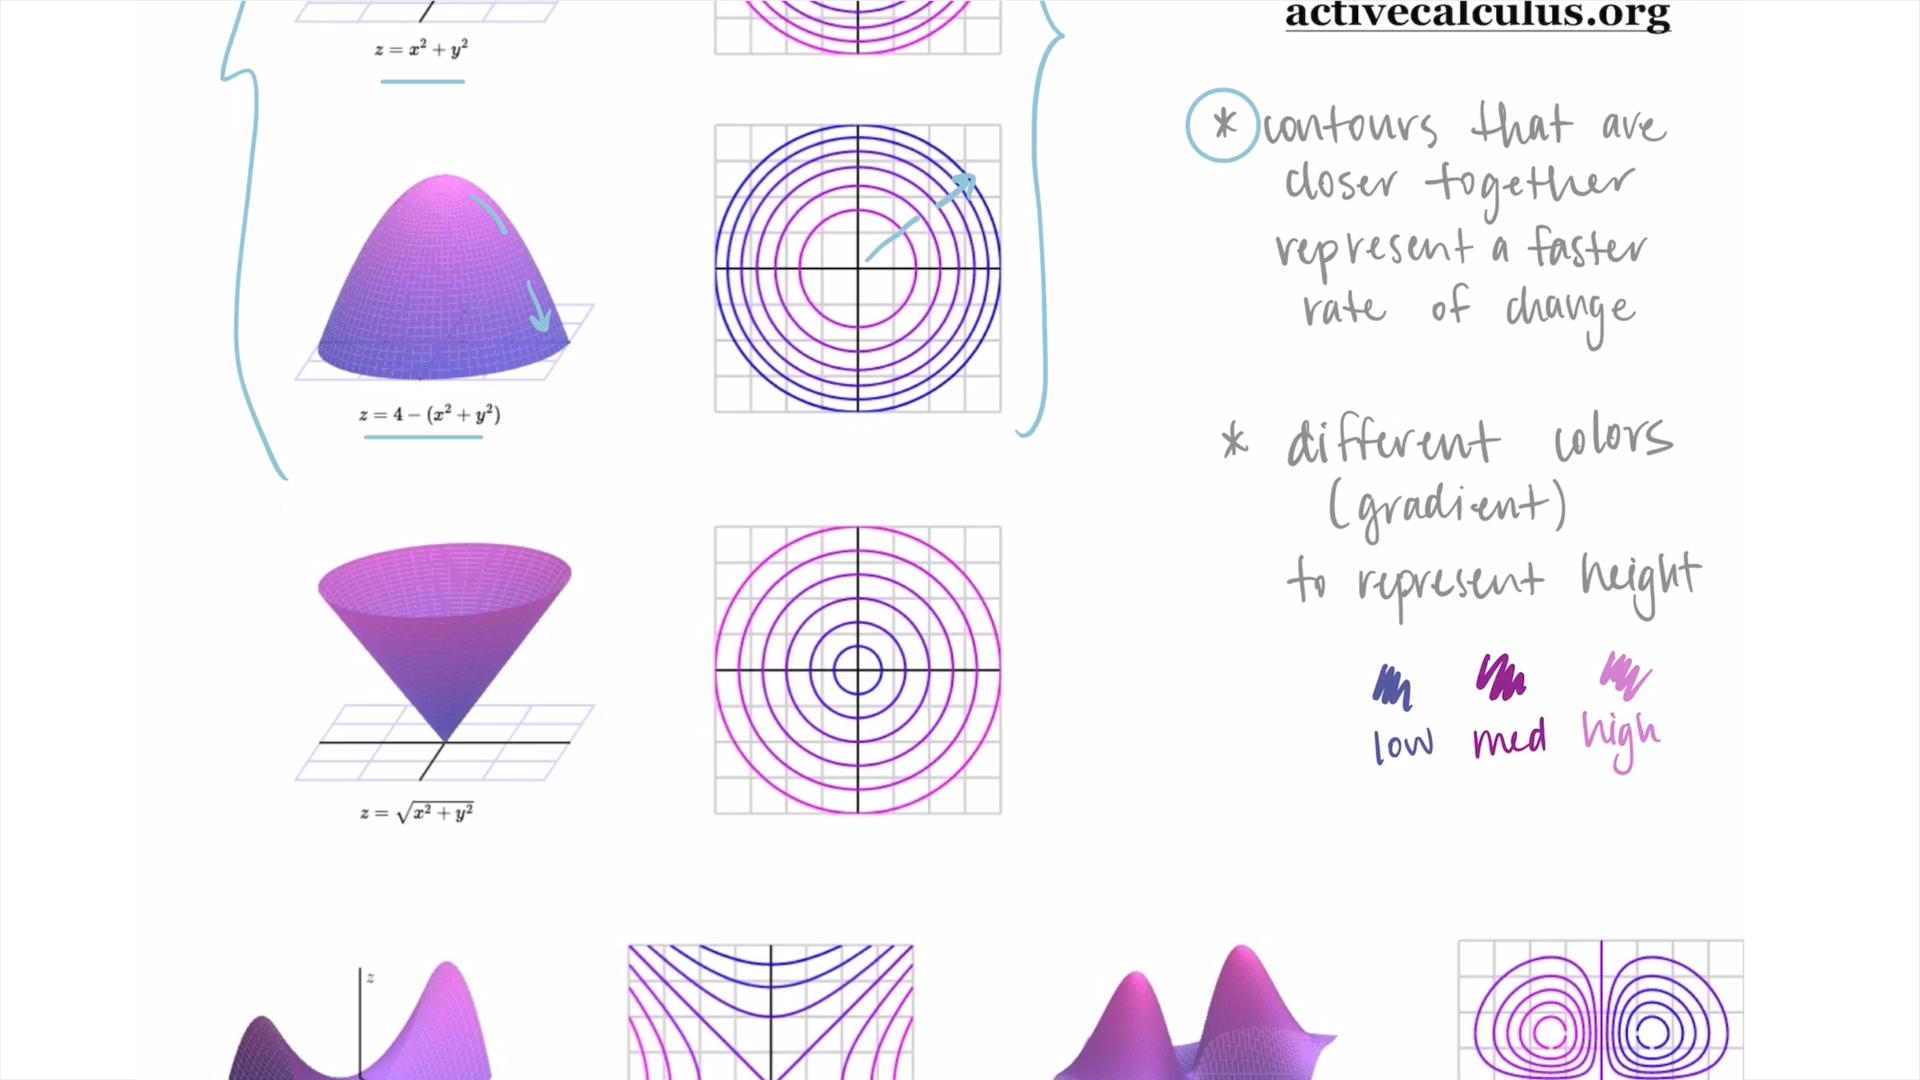 activecalculus.org
z = x² + y²
* contours that are
closer together
represent a faster
rate of change
z = 4 − (x² + y²)
* different colors
(gradient)
to represent height
low med high
z = √(x² + y²)
z